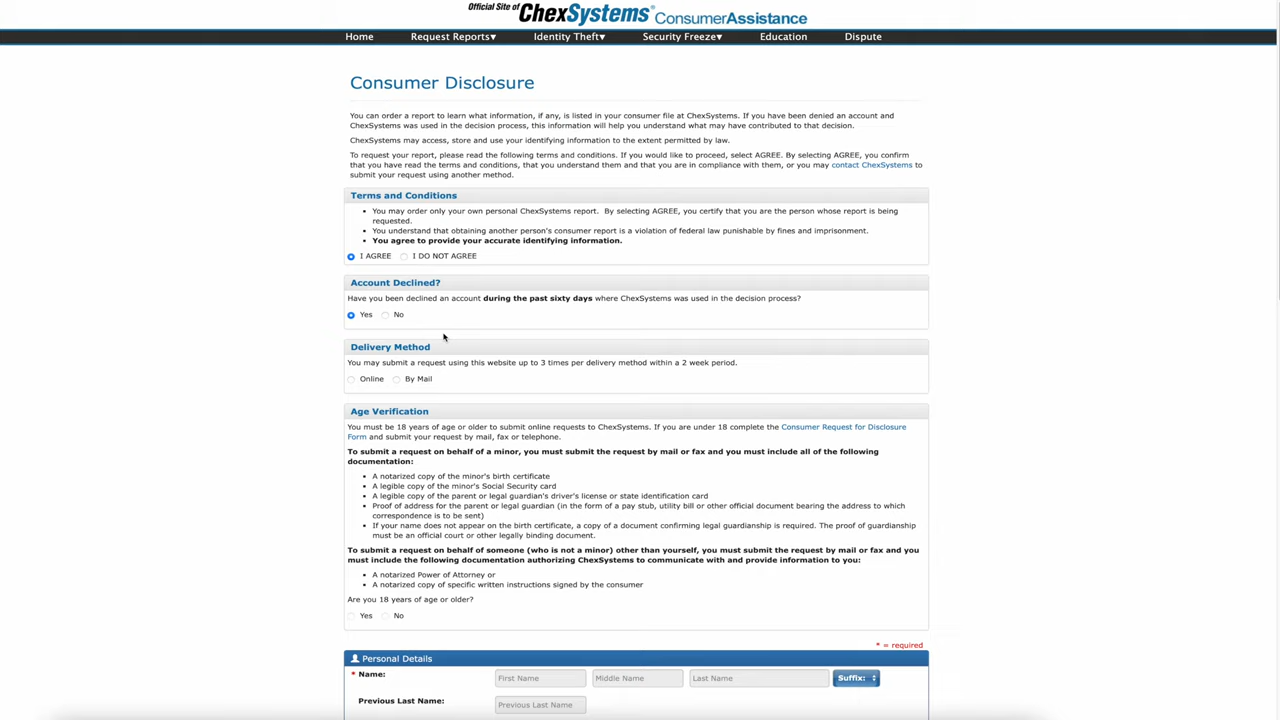 Official Site of
ChexSystems® ConsumerAssistance
Home Request Reports▾ Identity Theft▾ Security Freeze▾ Education Dispute
Consumer Disclosure
You can order a report to learn what information, if any, is listed in your consumer file at ChexSystems. If you have been denied an account and
ChexSystems was used in the decision process, this information will help you understand what may have contributed to that decision.
ChexSystems may access, store and use your identifying information to the extent permitted by law.
To request your report, please read the following terms and conditions. If you would like to proceed, select AGREE. By selecting AGREE, you confirm
that you have read the terms and conditions, that you understand them and that you are in compliance with them, or you may contact ChexSystems to
submit your request using another method.
Terms and Conditions
• You may order only your own personal ChexSystems report. By selecting AGREE, you certify that you are the person whose report is being
requested.
• You understand that obtaining another person's consumer report is a violation of federal law punishable by fines and imprisonment.
• You agree to provide your accurate identifying information.
I AGREE I DO NOT AGREE
Account Declined?
Have you been declined an account during the past sixty days where ChexSystems was used in the decision process?
Yes No
Delivery Method
You may submit a request using this website up to 3 times per delivery method within a 2 week period.
Online By Mail
Age Verification
You must be 18 years of age or older to submit online requests to ChexSystems. If you are under 18 complete the Consumer Request for Disclosure
Form and submit your request by mail, fax or telephone.
To submit a request on behalf of a minor, you must submit the request by mail or fax and you must include all of the following
documentation:
• A notarized copy of the minor's birth certificate
• A legible copy of the minor's Social Security card
• A legible copy of the parent or legal guardian's driver's license or state identification card
• Proof of address for the parent or legal guardian (in the form of a pay stub, utility bill or other official document bearing the address to which
correspondence is to be sent)
• If your name does not appear on the birth certificate, a copy of a document confirming legal guardianship is required. The proof of guardianship
must be an official court or other legally binding document.
To submit a request on behalf of someone (who is not a minor) other than yourself, you must submit the request by mail or fax and you
must include the following documentation authorizing ChexSystems to communicate with and provide information to you:
• A notarized Power of Attorney or
• A notarized copy of specific written instructions signed by the consumer
Are you 18 years of age or older?
Yes No
* = required
Personal Details
* Name: First Name Middle Name Last Name Suffix:
Previous Last Name: Previous Last Name